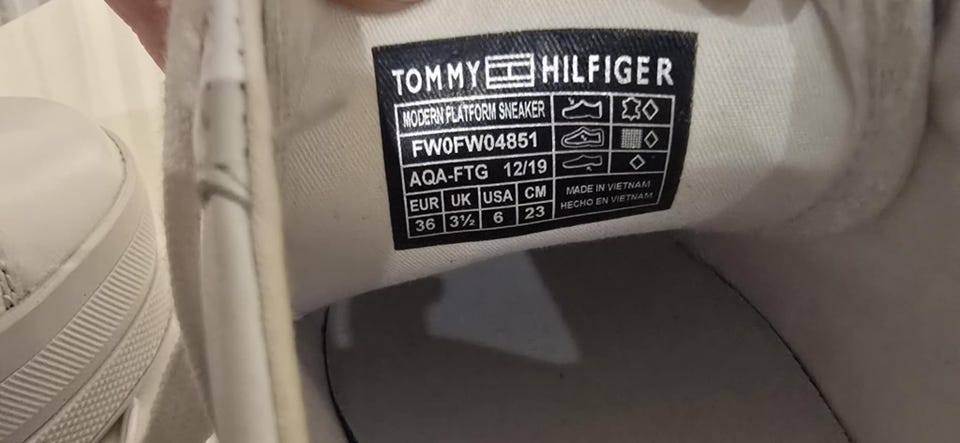 TOMMY HILFIGER
MODERN PLATFORM SNEAKER
FW0FW04851
AQA-FTG 12/19
EUR UK USA CM
36 3½ 6 23
MADE IN VIETNAM
HECHO EN VIETNAM